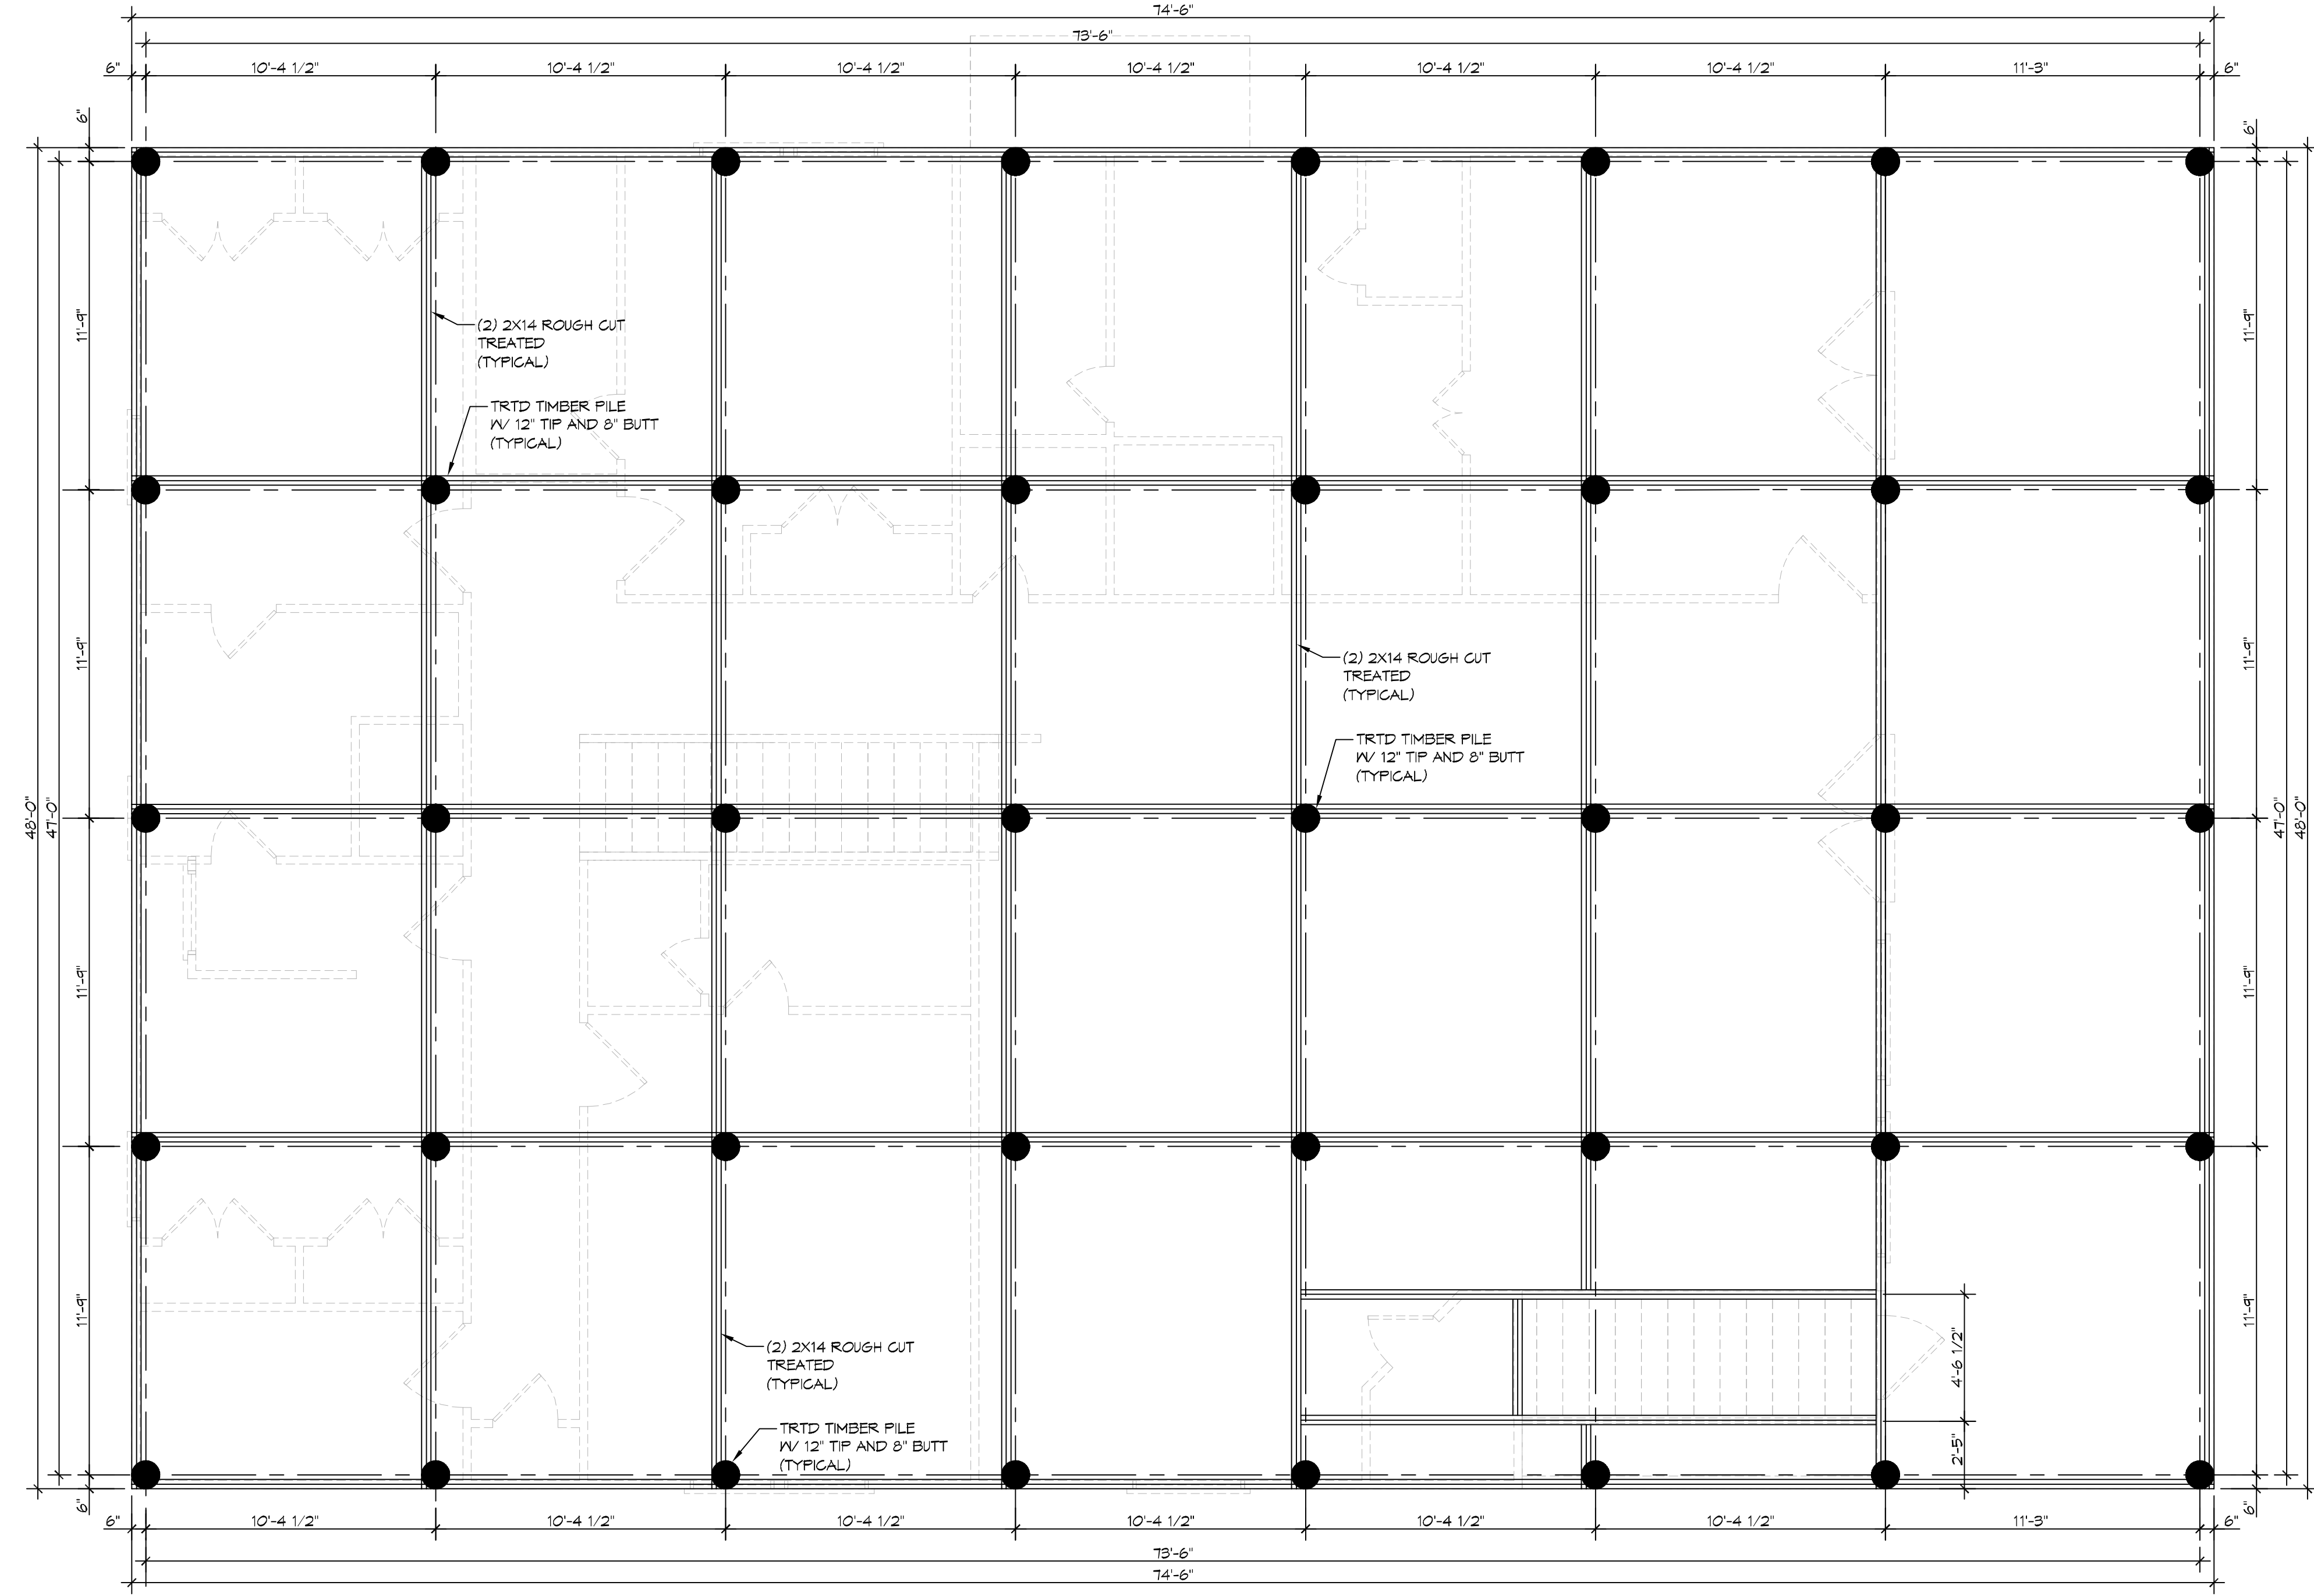 74'-6"
73'-6"
6" 10'-4 1/2" 10'-4 1/2" 10'-4 1/2" 10'-4 1/2" 10'-4 1/2" 10'-4 1/2" 11'-3" 6"
6" 6"
11'-9" 11'-9"
(2) 2X14 ROUGH CUT
TREATED
(TYPICAL)
TRTD TIMBER PILE
W/ 12" TIP AND 8" BUTT
(TYPICAL)
11'-9" 11'-9"
(2) 2X14 ROUGH CUT
TREATED
(TYPICAL)
TRTD TIMBER PILE
W/ 12" TIP AND 8" BUTT
(TYPICAL)
48'-0" 47'-0" 47'-0" 48'-0"
11'-9" 11'-9"
11'-9" 11'-9"
(2) 2X14 ROUGH CUT
TREATED
(TYPICAL)
4'-6 1/2"
TRTD TIMBER PILE
W/ 12" TIP AND 8" BUTT
(TYPICAL)
2'-5"
6" 6"
6" 10'-4 1/2" 10'-4 1/2" 10'-4 1/2" 10'-4 1/2" 10'-4 1/2" 10'-4 1/2" 11'-3" 6"
73'-6"
74'-6"